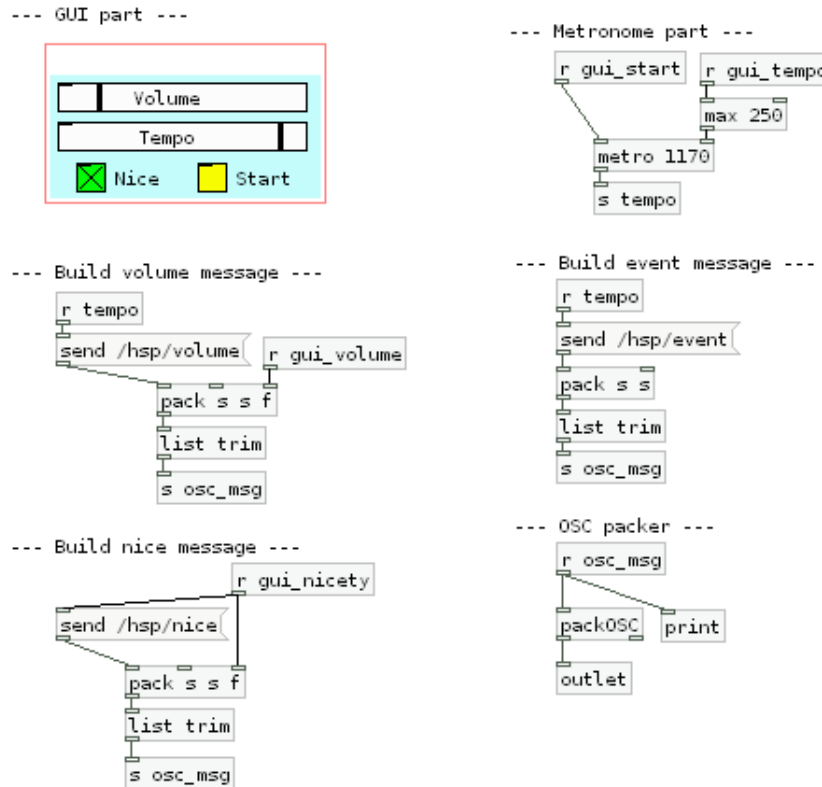 --- GUI part ---
Volume
Tempo
Nice
Start
--- Metronome part ---
r gui_start
r gui_tempo
max 250
metro 1170
s tempo
--- Build volume message ---
r tempo
send /hsp/volume
r gui_volume
pack s s f
list trim
s osc_msg
--- Build event message ---
r tempo
send /hsp/event
pack s s
list trim
s osc_msg
--- Build nice message ---
r gui_nicety
send /hsp/nice
pack s s f
list trim
s osc_msg
--- OSC packer ---
r osc_msg
packOSC
print
outlet